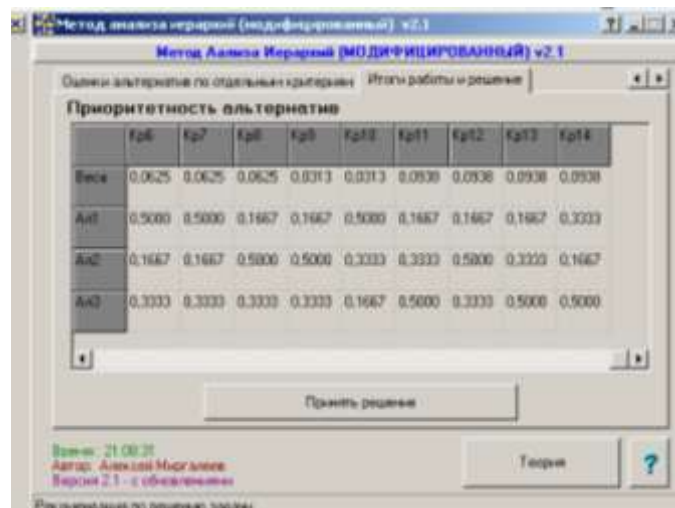 Метод анализа иерархий (модифицированный) v2.1
Метод Аализа Иерархий (МОДИФИЦИРОВАННЫЙ) v2.1
Оценки альтернатив по отдельным критериям Итоги работы и решение
Приоритетность альтернатив
Кр6 Кр7 Кр8 Кр9 Кр10 Кр11 Кр12 Кр13 Кр14
Веса 0,0625 0,0625 0,0625 0,0313 0,0313 0,0938 0,0938 0,0938 0,0938
Ал1 0,5000 0,5000 0,1667 0,1667 0,5000 0,1667 0,1667 0,1667 0,3333
Ал2 0,1667 0,1667 0,5000 0,5000 0,3333 0,3333 0,5000 0,3333 0,1667
Ал3 0,3333 0,3333 0,3333 0,3333 0,1667 0,5000 0,3333 0,5000 0,5000
Принять решение
Время: 21:08:31
Автор: Алексей
Версия 2.1 - с обновлениями
Теория
?
Рекомендация по решению задачи